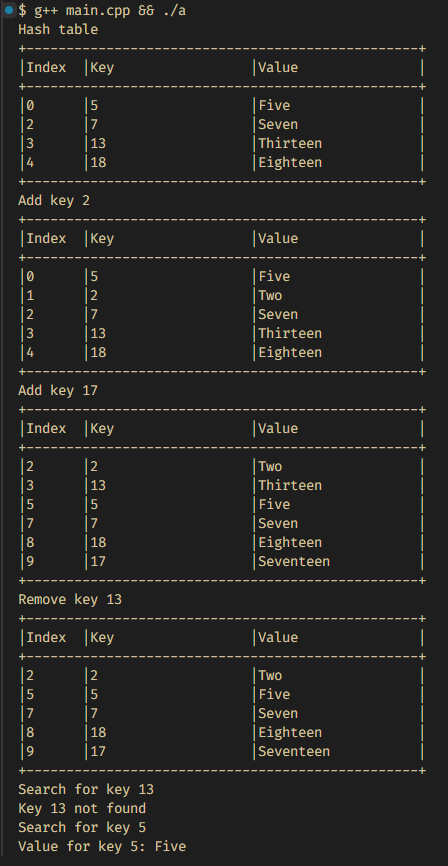 $ g++ main.cpp && ./a
Hash table
+-------------------------------------------------+
|Index  |Key                 |Value               |
+-------------------------------------------------+
|0      |5                   |Five                |
|2      |7                   |Seven               |
|3      |13                  |Thirteen            |
|4      |18                  |Eighteen            |
+-------------------------------------------------+
Add key 2
+-------------------------------------------------+
|Index  |Key                 |Value               |
+-------------------------------------------------+
|0      |5                   |Five                |
|1      |2                   |Two                 |
|2      |7                   |Seven               |
|3      |13                  |Thirteen            |
|4      |18                  |Eighteen            |
+-------------------------------------------------+
Add key 17
+-------------------------------------------------+
|Index  |Key                 |Value               |
+-------------------------------------------------+
|2      |2                   |Two                 |
|3      |13                  |Thirteen            |
|5      |5                   |Five                |
|7      |7                   |Seven               |
|8      |18                  |Eighteen            |
|9      |17                  |Seventeen           |
+-------------------------------------------------+
Remove key 13
+-------------------------------------------------+
|Index  |Key                 |Value               |
+-------------------------------------------------+
|2      |2                   |Two                 |
|5      |5                   |Five                |
|7      |7                   |Seven               |
|8      |18                  |Eighteen            |
|9      |17                  |Seventeen           |
+-------------------------------------------------+
Search for key 13
Key 13 not found
Search for key 5
Value for key 5: Five